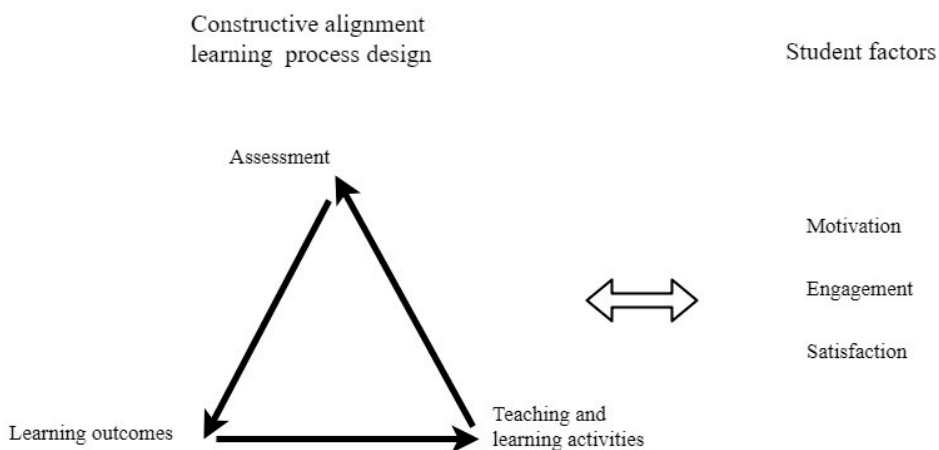 Constructive alignment
learning process design
Student factors
Assessment
Motivation
Engagement
Satisfaction
Learning outcomes
Teaching and
learning activities